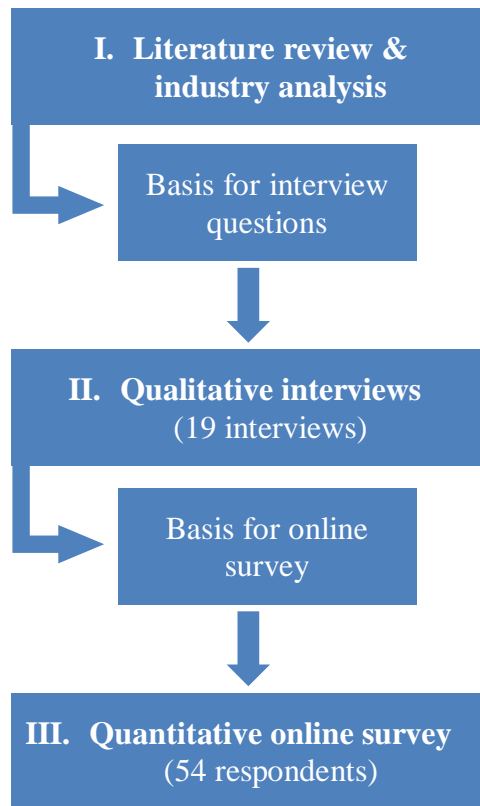 I. Literature review &
industry analysis
Basis for interview
questions
II. Qualitative interviews
(19 interviews)
Basis for online
survey
III. Quantitative online survey
(54 respondents)